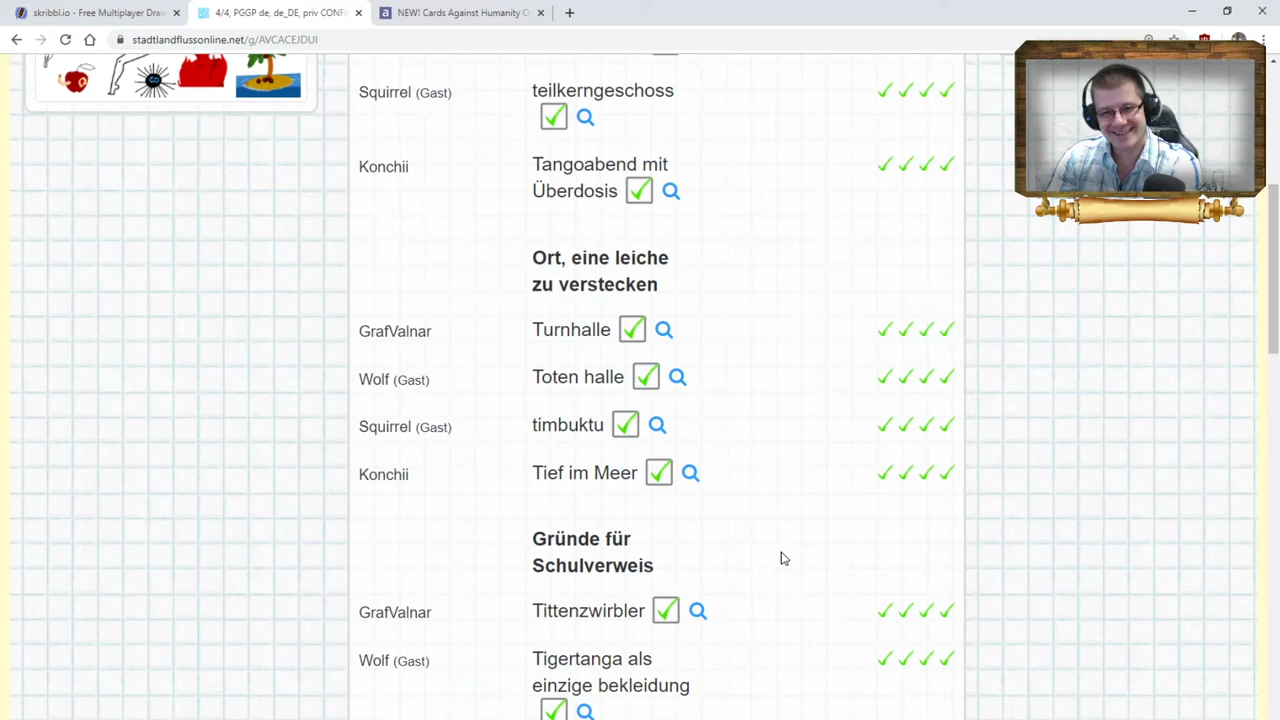 skribbl.io - Free Multiplayer Draw
4/4, PGGP de, de_DE, priv CONFI
NEW! Cards Against Humanity O
stadtlandflussonline.net/g/AVCACEJDUI
Squirrel (Gast) teilkerngeschoss
Konchii Tangoabend mit
Überdosis
Ort, eine leiche
zu verstecken
GrafValnar Turnhalle
Wolf (Gast) Toten halle
Squirrel (Gast) timbuktu
Konchii Tief im Meer
Gründe für
Schulverweis
GrafValnar Tittenzwirbler
Wolf (Gast) Tigertanga als
einzige bekleidung